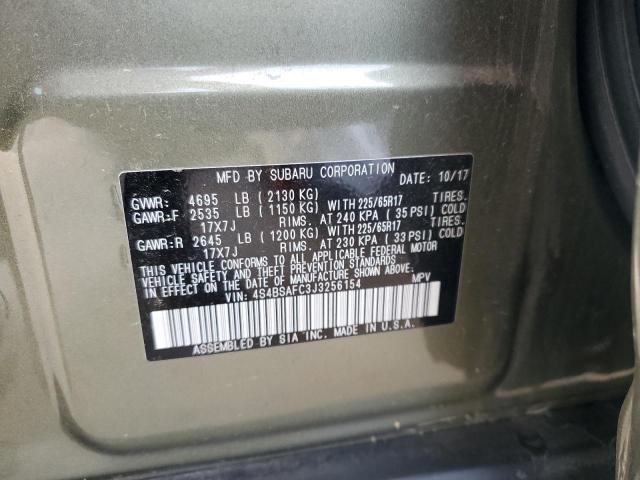 MFD BY SUBARU CORPORATION DATE: 10/17
GVWR: 4695 LB (2130 KG)
GAWR:F 2535 LB (1150 KG) WITH 225/65R17 TIRES.
17X7J RIMS. AT 240 KPA (35 PSI) COLD
GAWR:R 2645 LB (1200 KG) WITH 225/65R17 TIRES.
17X7J RIMS. AT 230 KPA (33 PSI) COLD
THIS VEHICLE CONFORMS TO ALL APPLICABLE FEDERAL MOTOR
VEHICLE SAFETY AND THEFT PREVENTION STANDARDS IN EFFECT
ON THE DATE OF MANUFACTURE SHOWN ABOVE.
VIN: 4S4BSAFC3J3256154 MPV
ASSEMBLED BY SIA INC. MADE IN U.S.A.